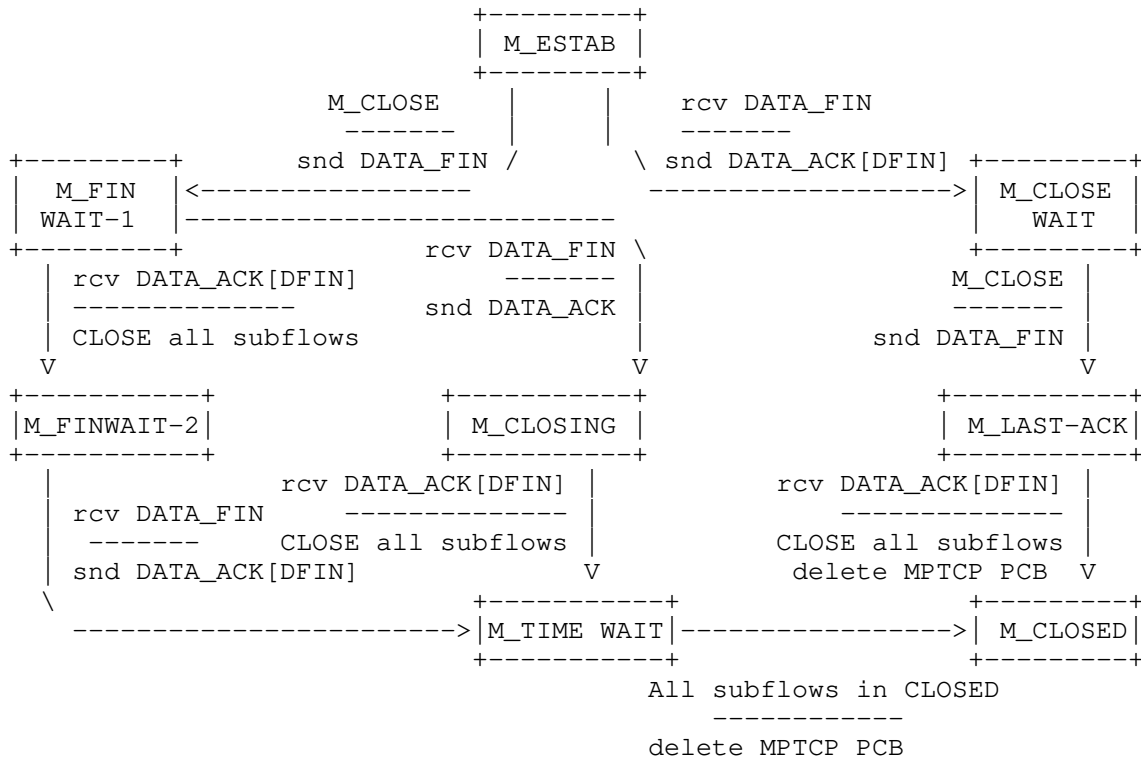 M_ESTAB
M_CLOSE rcv DATA_FIN
snd DATA_FIN snd DATA_ACK[DFIN]
M_FIN M_CLOSE
WAIT-1 WAIT
rcv DATA_FIN
rcv DATA_ACK[DFIN] M_CLOSE
snd DATA_ACK
CLOSE all subflows snd DATA_FIN
M_FINWAIT-2 M_CLOSING M_LAST-ACK
rcv DATA_ACK[DFIN] rcv DATA_ACK[DFIN]
rcv DATA_FIN
CLOSE all subflows CLOSE all subflows
snd DATA_ACK[DFIN] delete MPTCP PCB
M_TIME WAIT M_CLOSED
All subflows in CLOSED
delete MPTCP PCB